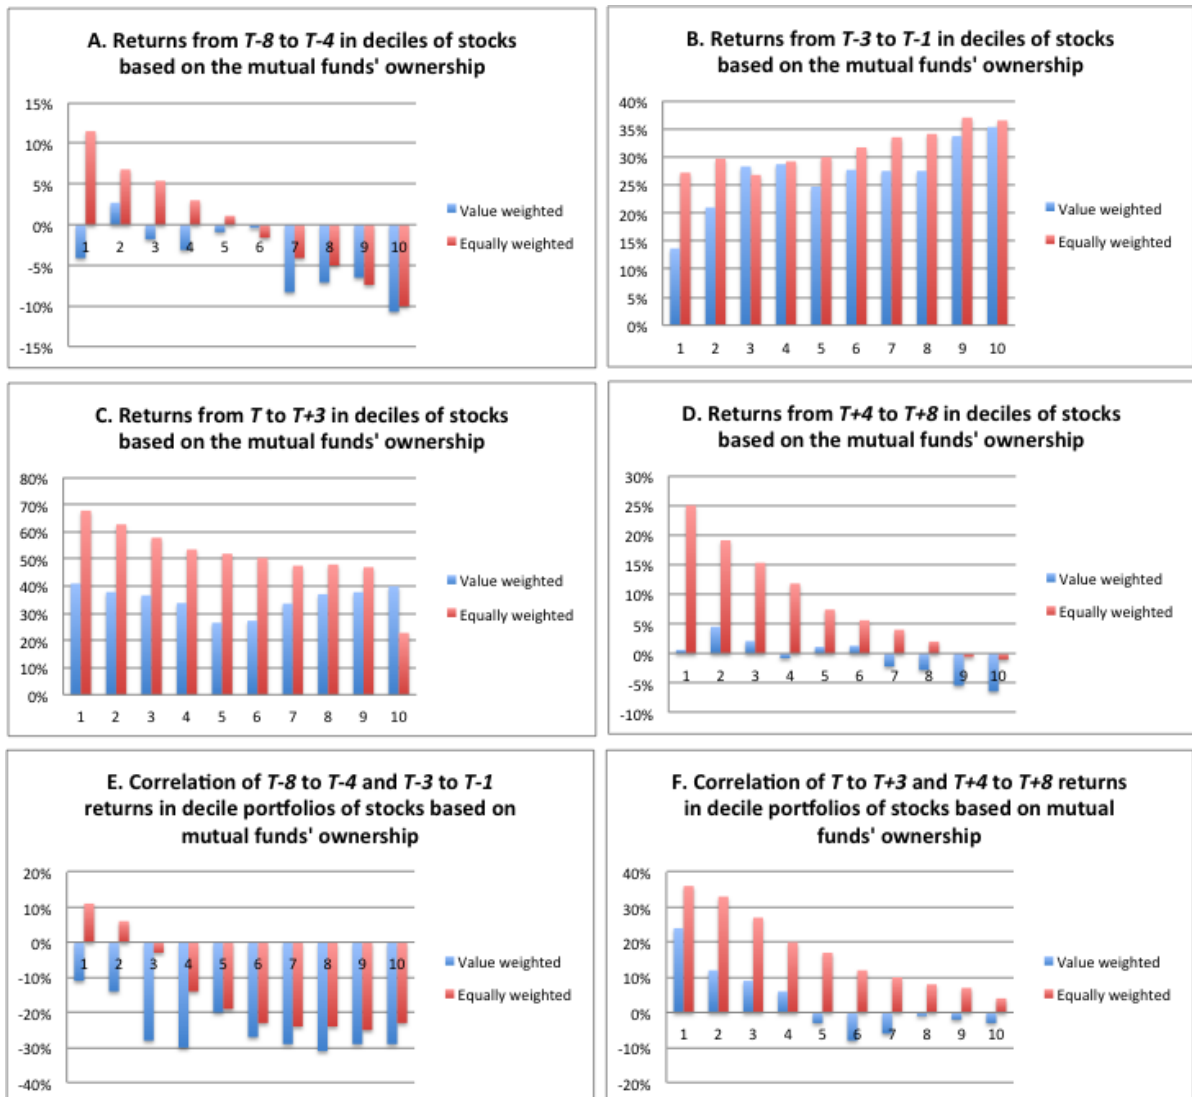 A. Returns from T-8 to T-4 in deciles of stocks
based on the mutual funds' ownership
15%
10%
5%
0%
-5%
-10%
-15%
1 2 3 4 5 6 7 8 9 10
Value weighted
Equally weighted
B. Returns from T-3 to T-1 in deciles of stocks
based on the mutual funds' ownership
40%
35%
30%
25%
20%
15%
10%
5%
0%
1 2 3 4 5 6 7 8 9 10
Value weighted
Equally weighted
C. Returns from T to T+3 in deciles of stocks
based on the mutual funds' ownership
80%
70%
60%
50%
40%
30%
20%
10%
0%
1 2 3 4 5 6 7 8 9 10
Value weighted
Equally weighted
D. Returns from T+4 to T+8 in deciles of stocks
based on the mutual funds' ownership
30%
25%
20%
15%
10%
5%
0%
-5%
-10%
1 2 3 4 5 6 7 8 9 10
Value weighted
Equally weighted
E. Correlation of T-8 to T-4 and T-3 to T-1
returns in decile portfolios of stocks based on
mutual funds' ownership
20%
10%
0%
-10%
-20%
-30%
-40%
1 2 3 4 5 6 7 8 9 10
Value weighted
Equally weighted
F. Correlation of T to T+3 and T+4 to T+8 returns
in decile portfolios of stocks based on mutual
funds' ownership
40%
30%
20%
10%
0%
-10%
-20%
1 2 3 4 5 6 7 8 9 10
Value weighted
Equally weighted